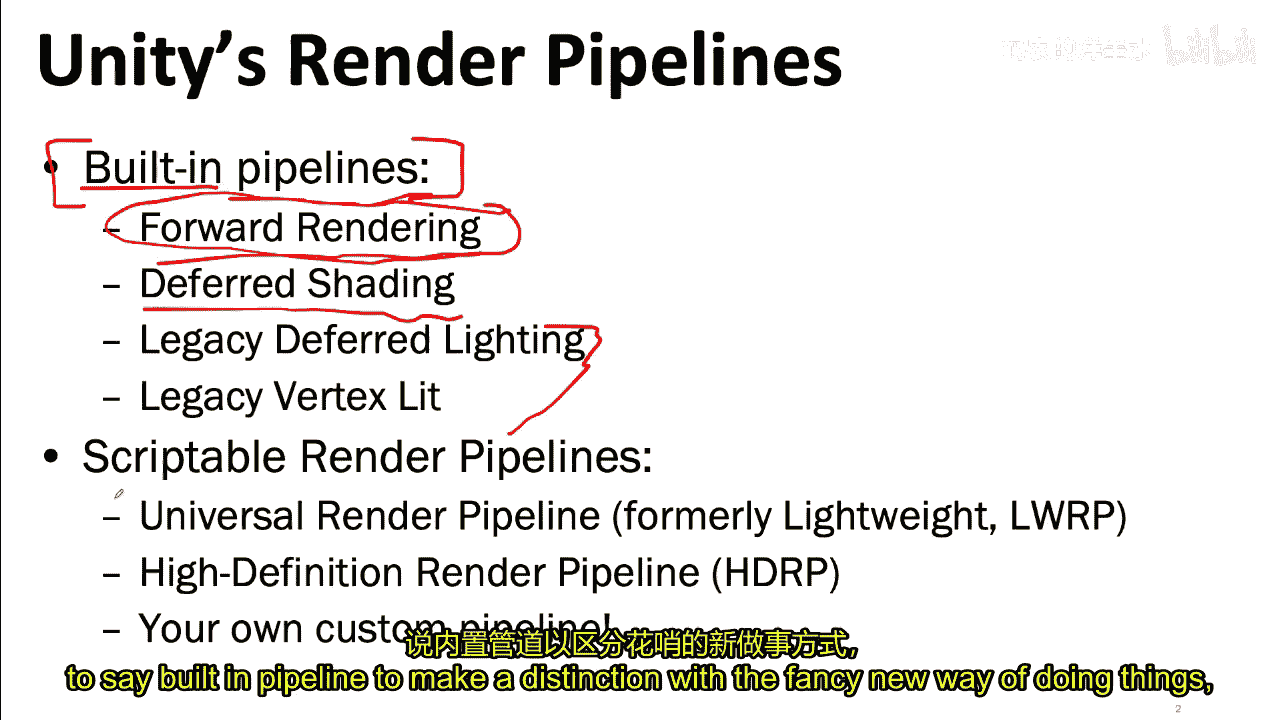 Unity's Render Pipelines
bilibili
• Built-in pipelines:
– Forward Rendering
– Deferred Shading
– Legacy Deferred Lighting
– Legacy Vertex Lit
• Scriptable Render Pipelines:
– Universal Render Pipeline (formerly Lightweight, LWRP)
– High-Definition Render Pipeline (HDRP)
– Your own custom pipeline!
说内置管道以区分花哨的新做事方式,
to say built in pipeline to make a distinction with the fancy new way of doing things,
2